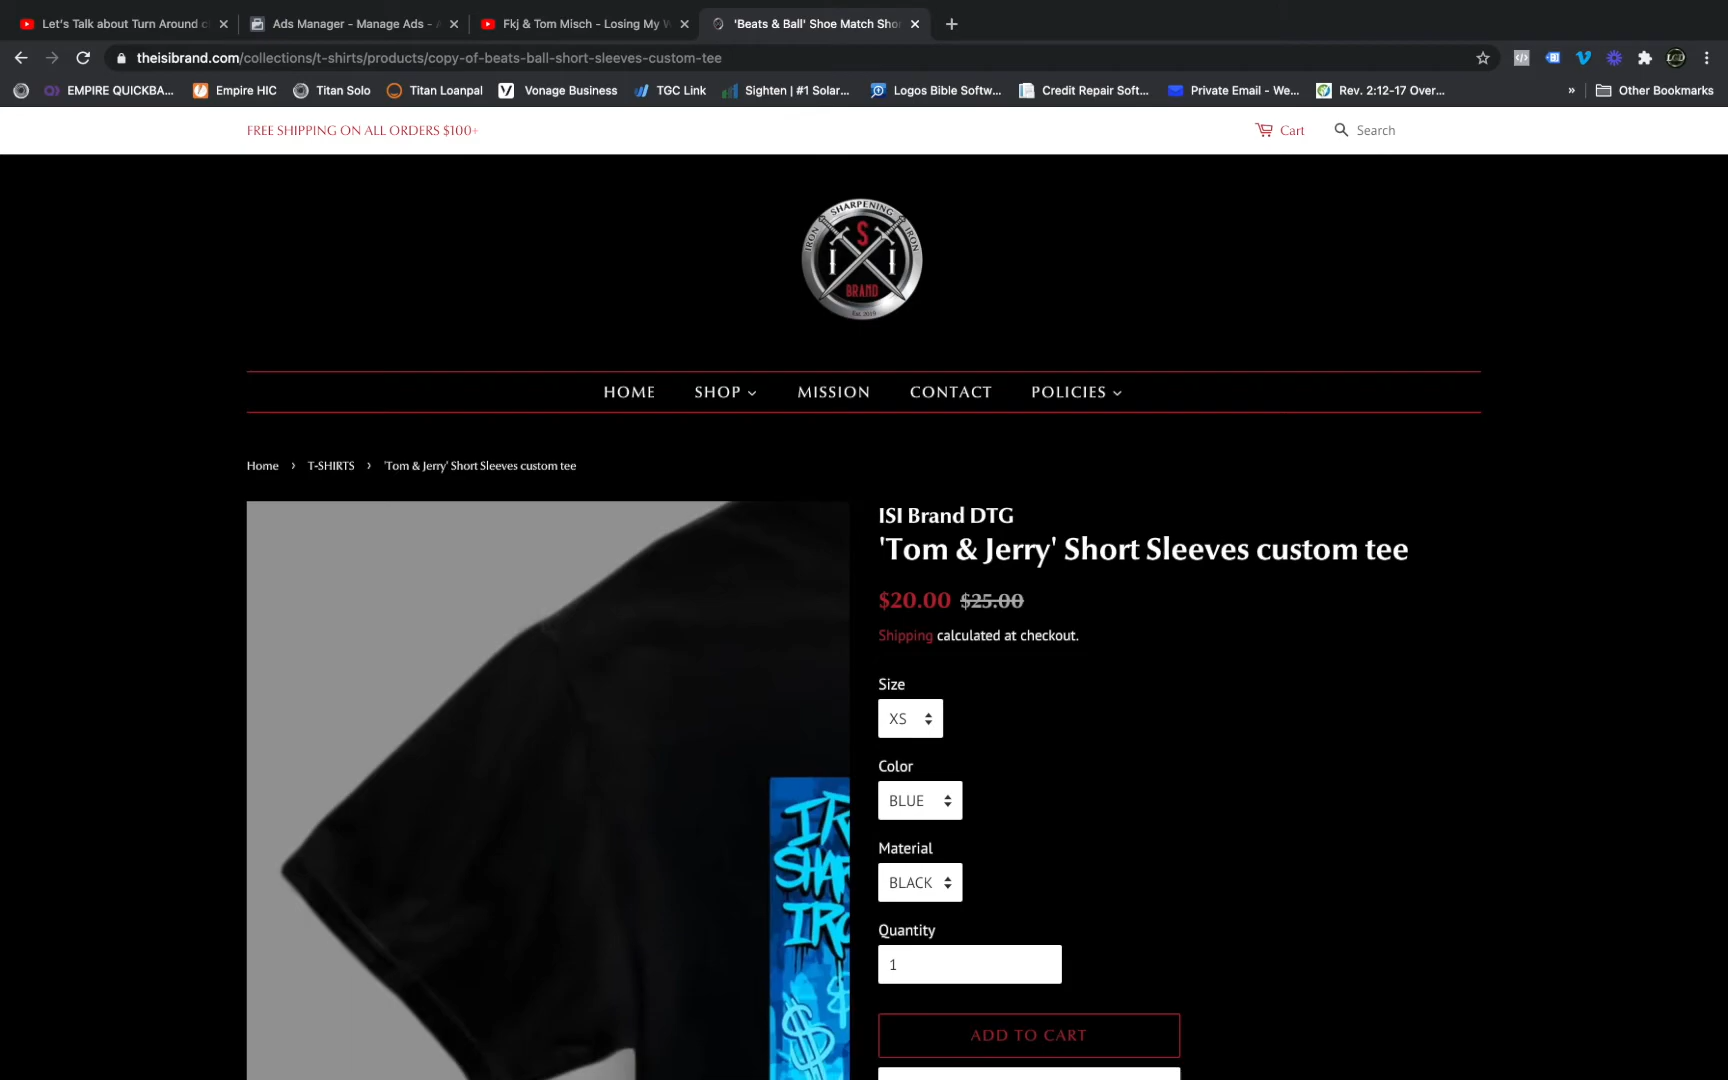 Let's Talk about Turn Around
Ads Manager - Manage Ads -
Fkj & Tom Misch - Losing My
'Beats & Ball' Shoe Match Sho
theisibrand.com/collections/t-shirts/products/copy-of-beats-ball-short-sleeves-custom-tee
EMPIRE QUICKBA...
Empire HIC
Titan Solo
Titan Loanpal
Vonage Business
TGC Link
Sighten | #1 Solar...
Logos Bible Softw...
Credit Repair Soft...
Private Email - We...
Rev. 2:12-17 Over...
»
Other Bookmarks
FREE SHIPPING ON ALL ORDERS $100+
Cart
Search
IRON SHARPENING IRON
S
I I
BRAND
Est. 2019
HOME
SHOP
MISSION
CONTACT
POLICIES
Home › T-SHIRTS › 'Tom & Jerry' Short Sleeves custom tee
ISI Brand DTG
'Tom & Jerry' Short Sleeves custom tee
$20.00 $25.00
Shipping calculated at checkout.
Size
XS
Color
BLUE
Material
BLACK
Quantity
1
ADD TO CART
IR
SHAR
IRO
$
$